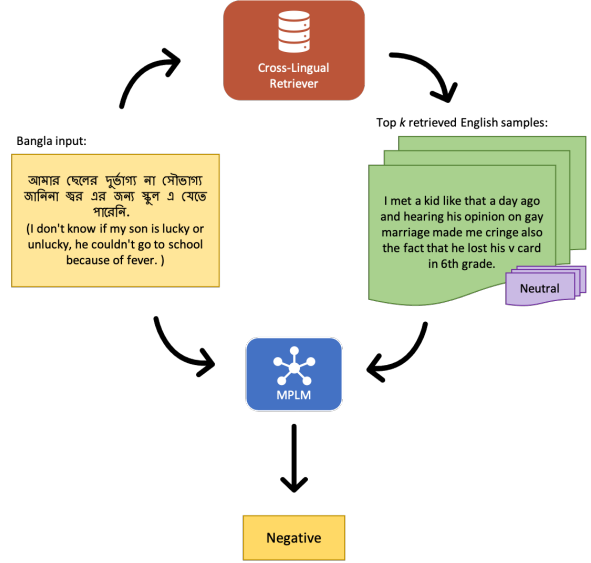 Cross-Lingual
Retriever
Bangla input:
Top k retrieved English samples:
আমার ছেলের দুর্ভাগ্য না সৌভাগ্য
জানিনা জ্বর এর জন্য স্কুল এ যেতে
পারেনি.
(I don't know if my son is lucky or
unlucky, he couldn't go to school
because of fever. )
I met a kid like that a day ago
and hearing his opinion on gay
marriage made me cringe also
the fact that he lost his v card
in 6th grade.
Neutral
MPLM
Negative